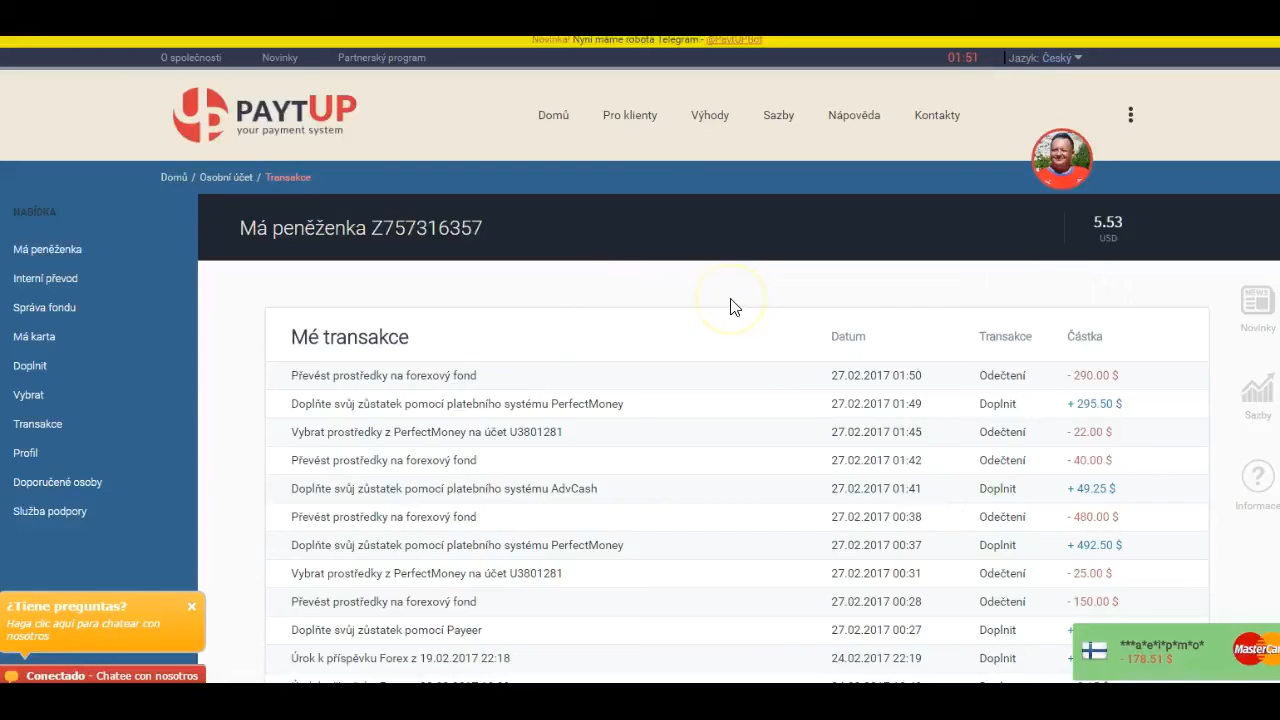 Novinka! Nyní máme robota Telegram - @PaytUPBot
O společnosti Novinky Partnerský program 01:51 Jazyk: Český
PAYTUP
your payment system
Domů Pro klienty Výhody Sazby Nápověda Kontakty
Domů / Osobní účet / Transakce
NABÍDKA
Má peněženka
Interní převod
Správa fondu
Má karta
Doplnit
Vybrat
Transakce
Profil
Doporučené osoby
Služba podpory
Má peněženka Z757316357
5.53
USD
Mé transakce Datum Transakce Částka
Převést prostředky na forexový fond 27.02.2017 01:50 Odečtení - 290.00 $
Doplňte svůj zůstatek pomocí platebního systému PerfectMoney 27.02.2017 01:49 Doplnit + 295.50 $
Vybrat prostředky z PerfectMoney na účet U3801281 27.02.2017 01:45 Odečtení - 22.00 $
Převést prostředky na forexový fond 27.02.2017 01:42 Odečtení - 40.00 $
Doplňte svůj zůstatek pomocí platebního systému AdvCash 27.02.2017 01:41 Doplnit + 49.25 $
Převést prostředky na forexový fond 27.02.2017 00:38 Odečtení - 480.00 $
Doplňte svůj zůstatek pomocí platebního systému PerfectMoney 27.02.2017 00:37 Doplnit + 492.50 $
Vybrat prostředky z PerfectMoney na účet U3801281 27.02.2017 00:31 Odečtení - 25.00 $
Převést prostředky na forexový fond 27.02.2017 00:28 Odečtení - 150.00 $
Doplňte svůj zůstatek pomocí Payeer 27.02.2017 00:27 Doplnit +
Úrok k příspěvku Forex z 19.02.2017 22:18 24.02.2017 22:19 Doplnit
NEWS
Novinky
Sazby
?
Informace
¿Tiene preguntas?
Haga clic aquí para chatear con
nosotros
Conectado - Chatee con nosotros
***a*e*i*p*m*o*
- 178.51 $
MasterCar